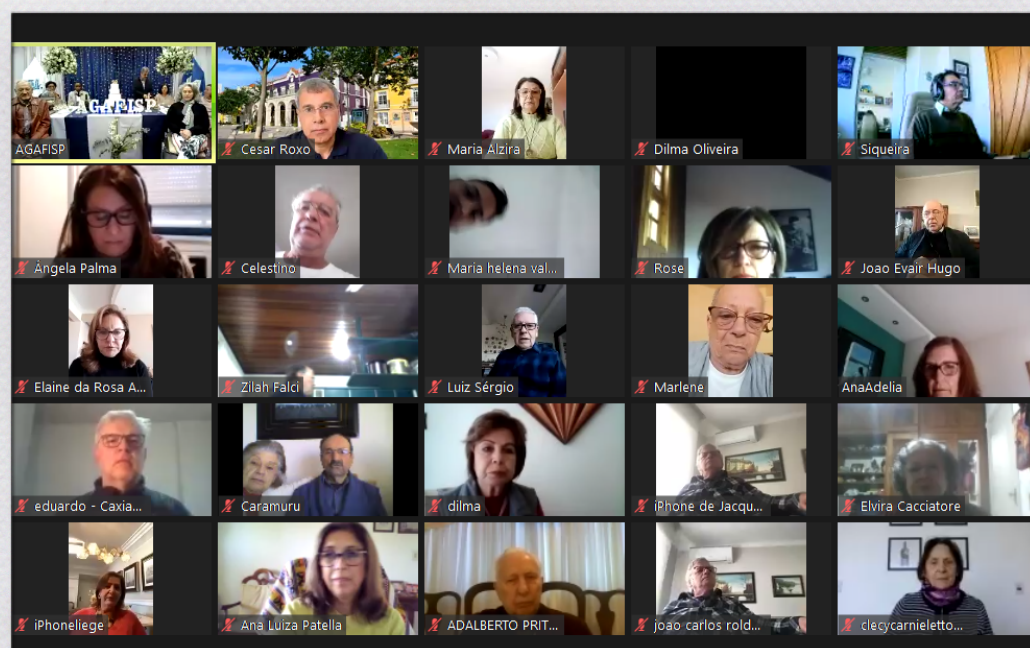 AGAFISP
AGAFISP
Cesar Roxo
Maria Alzira
Dilma Oliveira
Siqueira
Ângela Palma
Celestino
Maria helena val...
Rose
Joao Evair Hugo
Elaine da Rosa A...
Zilah Falci
Luiz Sérgio
Marlene
AnaAdelia
eduardo - Caxia...
Caramuru
dilma
iPhone de Jacqu...
Elvira Cacciatore
iPhoneliege
Ana Luiza Patella
ADALBERTO PRIT...
joao carlos rold...
clecycarnieletto...